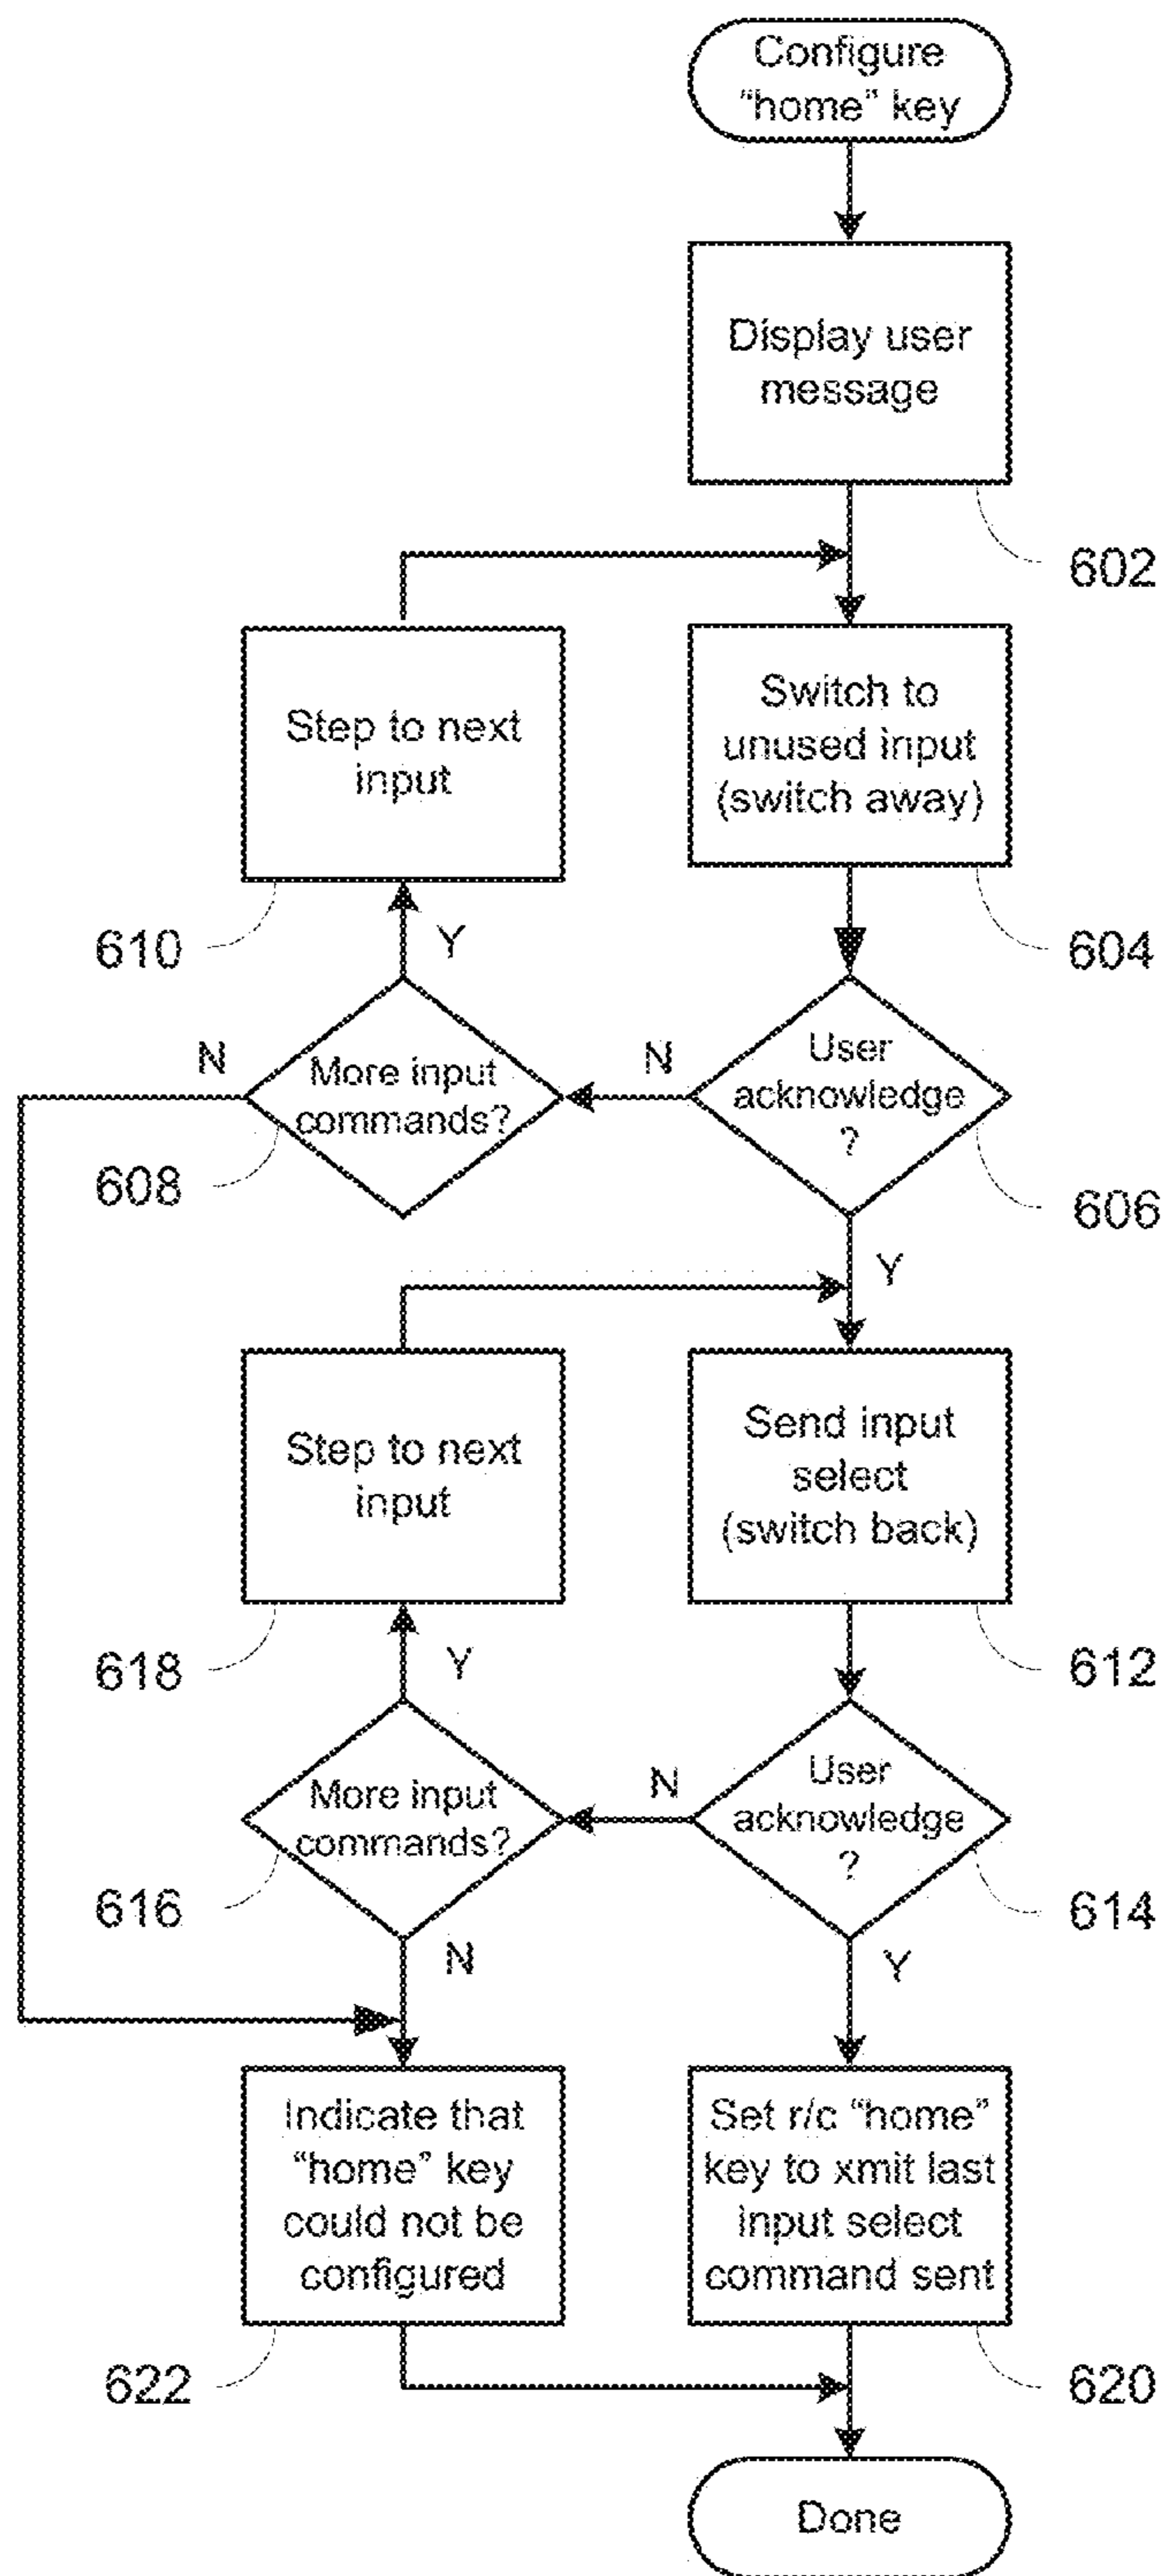 Configure
“home” key
Display user
message
602
Step to next
input
Switch to
unused input
(switch away)
610
Y
604
N
More input
commands?
N
User
acknowledge
?
608
606
Y
Step to next
input
Send input
select
(switch back)
618
Y
612
More input
commands?
N
User
acknowledge
?
616
614
N
Y
Indicate that
“home” key
could not be
configured
Set r/c “home”
key to xmit last
input select
command sent
622
620
Done